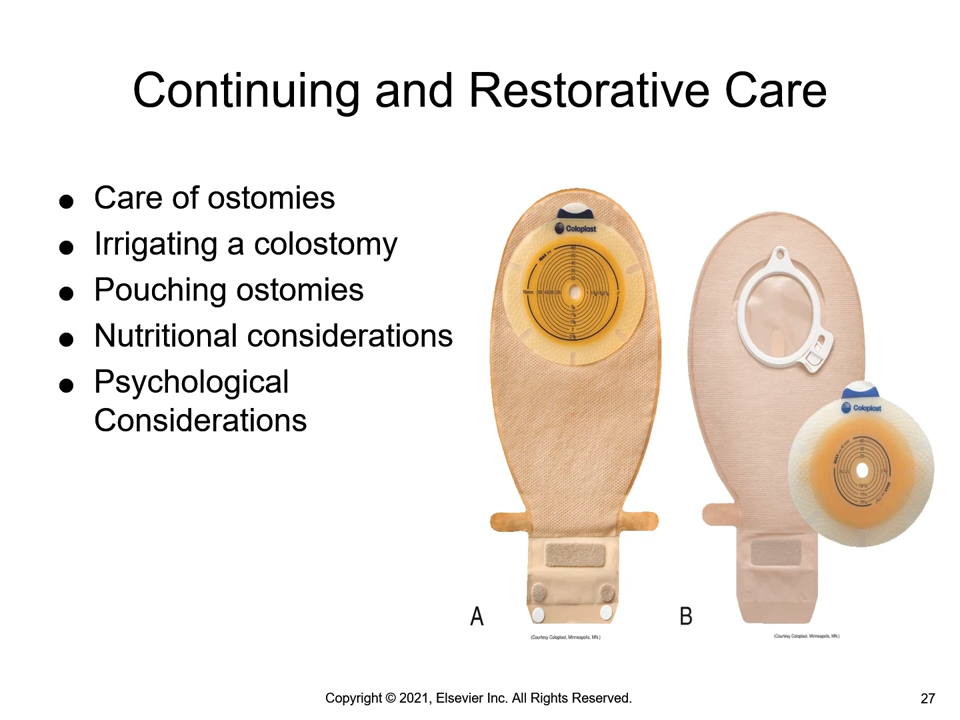 Continuing and Restorative Care
● Care of ostomies
● Irrigating a colostomy
● Pouching ostomies
● Nutritional considerations
● Psychological
Considerations
Coloplast
Coloplast
A
B
(Courtesy Coloplast, Minneapolis, MN.)
(Courtesy Coloplast, Minneapolis, MN.)
Copyright © 2021, Elsevier Inc. All Rights Reserved.
27